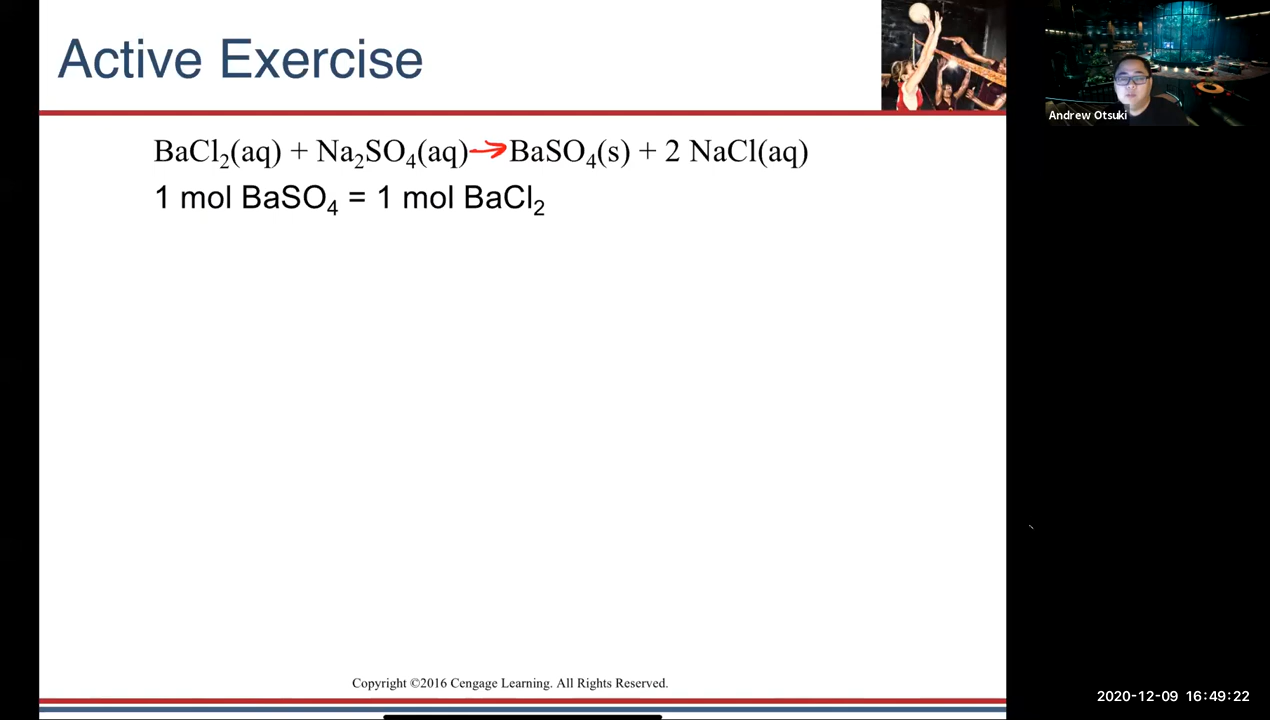 Active Exercise
Andrew Otsuki
BaCl₂(aq) + Na₂SO₄(aq)→BaSO₄(s) + 2 NaCl(aq)
1 mol BaSO₄ = 1 mol BaCl₂
Copyright ©2016 Cengage Learning. All Rights Reserved.
2020-12-09 16:49:22